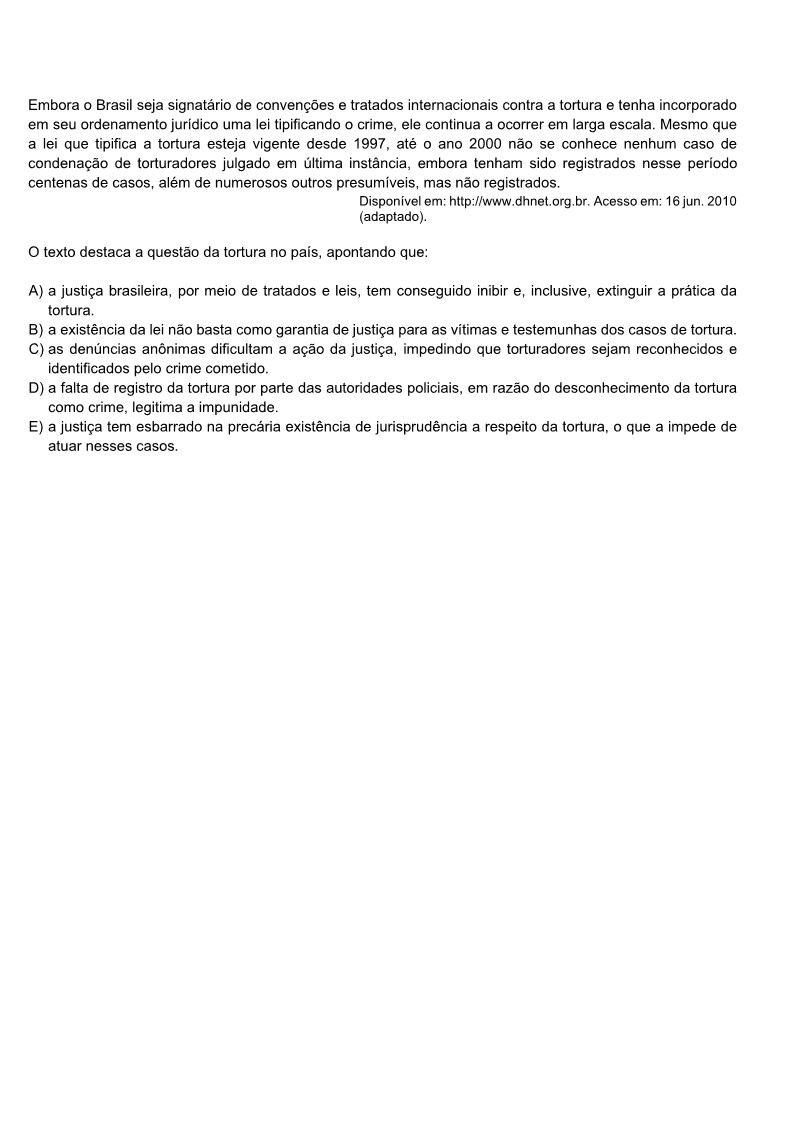 Embora o Brasil seja signatário de convenções e tratados internacionais contra a tortura e tenha incorporado
em seu ordenamento jurídico uma lei tipificando o crime, ele continua a ocorrer em larga escala. Mesmo que
a lei que tipifica a tortura esteja vigente desde 1997, até o ano 2000 não se conhece nenhum caso de
condenação de torturadores julgado em última instância, embora tenham sido registrados nesse período
centenas de casos, além de numerosos outros presumíveis, mas não registrados.
Disponível em: http://www.dhnet.org.br. Acesso em: 16 jun. 2010
(adaptado).
O texto destaca a questão da tortura no país, apontando que:
A) a justiça brasileira, por meio de tratados e leis, tem conseguido inibir e, inclusive, extinguir a prática da
tortura.
B) a existência da lei não basta como garantia de justiça para as vítimas e testemunhas dos casos de tortura.
C) as denúncias anônimas dificultam a ação da justiça, impedindo que torturadores sejam reconhecidos e
identificados pelo crime cometido.
D) a falta de registro da tortura por parte das autoridades policiais, em razão do desconhecimento da tortura
como crime, legitima a impunidade.
E) a justiça tem esbarrado na precária existência de jurisprudência a respeito da tortura, o que a impede de
atuar nesses casos.